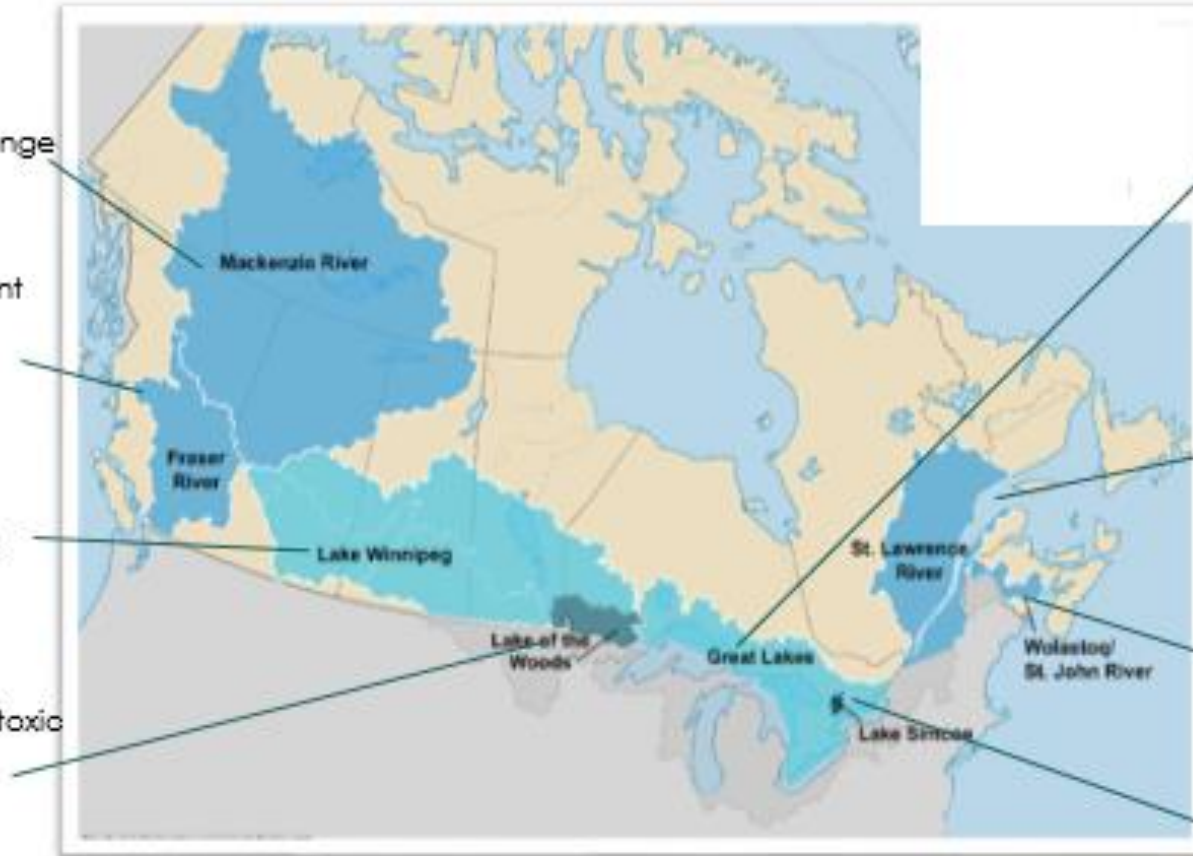 nge
Mackenzie River
nt
Fraser
River
Lake Winnipeg
St. Lawrence
River
Lake of the
Woods
Great Lakes
Wolastoq/
St. John River
toxic
Lake Simcoe